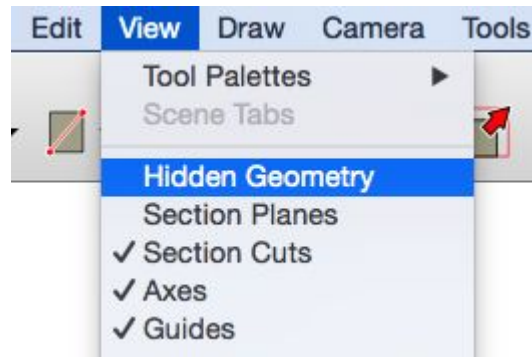 Edit View Draw Camera Tools
Tool Palettes
Scene Tabs
Hidden Geometry
Section Planes
✓ Section Cuts
✓ Axes
✓ Guides